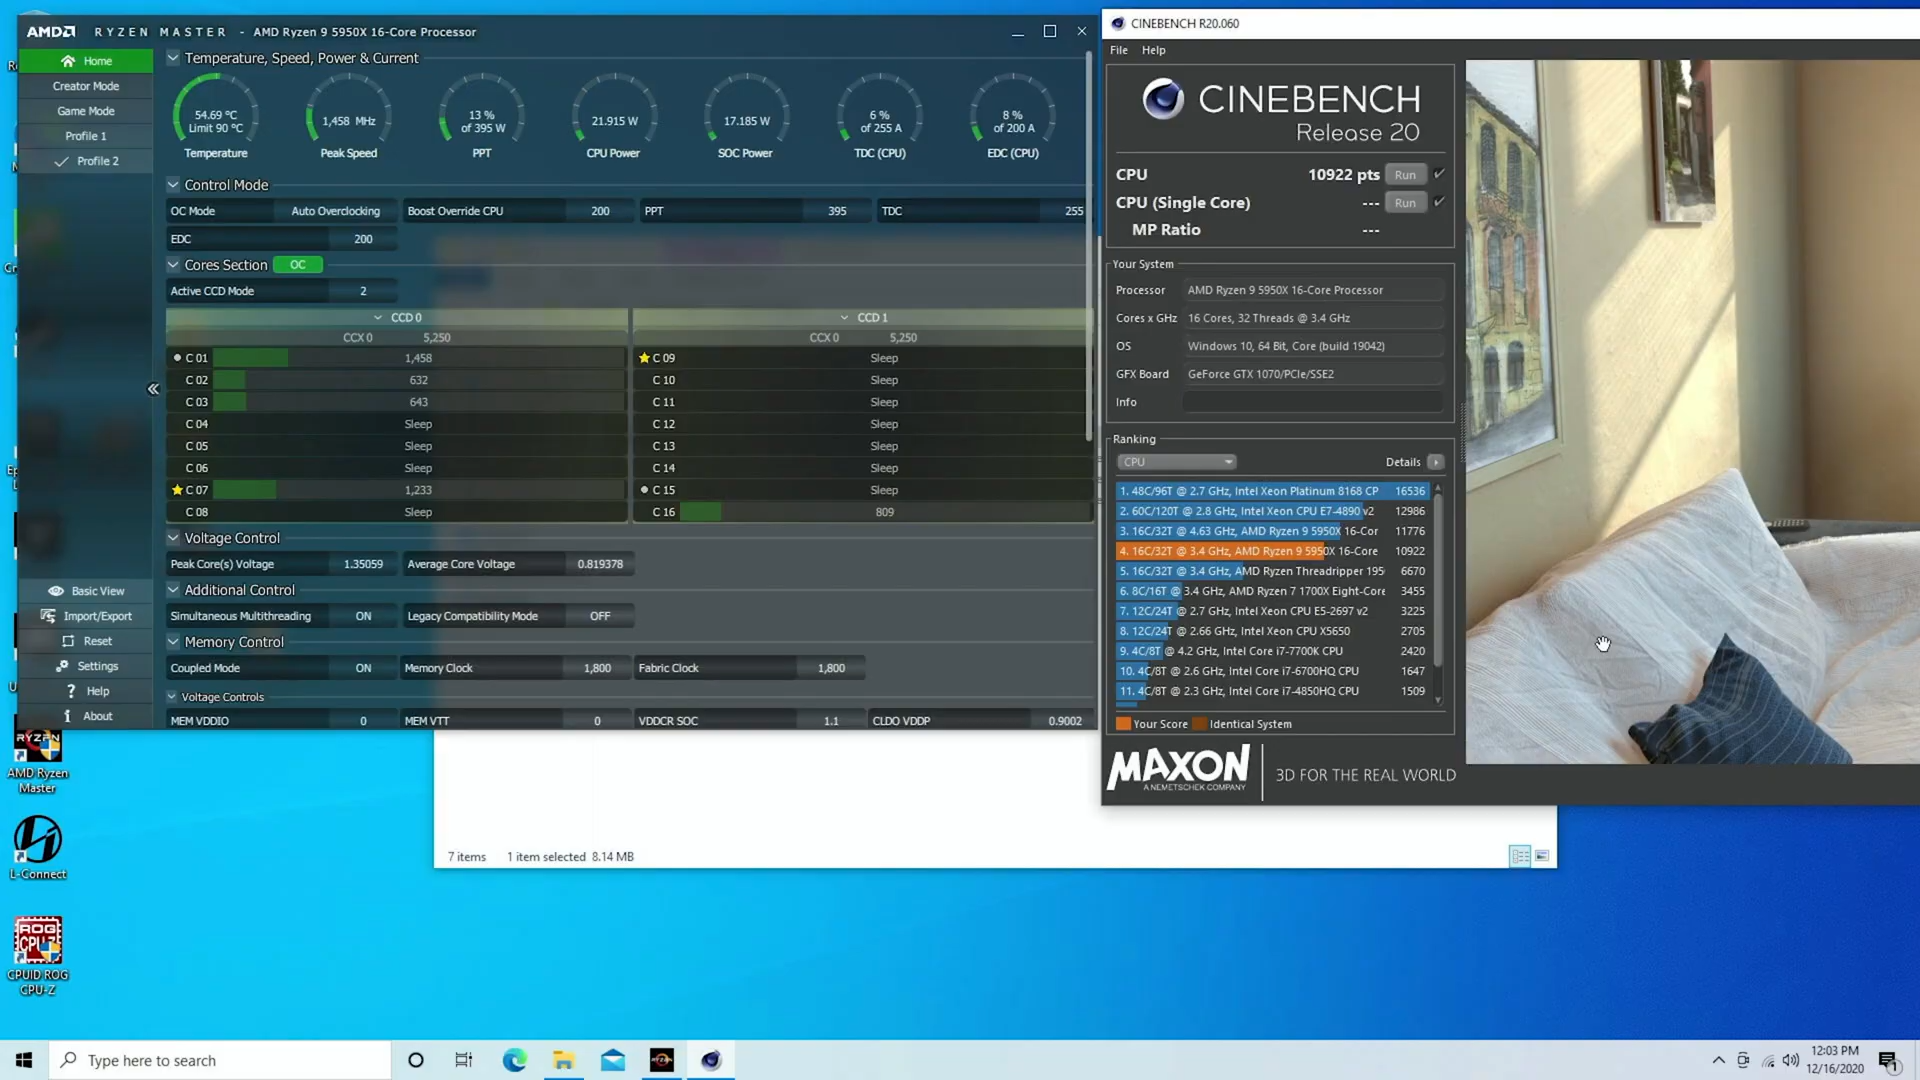 AMD RYZEN MASTER - AMD Ryzen 9 5950X 16-Core Processor
Home
Creator Mode
Game Mode
Profile 1
Profile 2
Basic View
Import/Export
Reset
Settings
Help
About
Temperature, Speed, Power & Current
54.69 °C
Limit 90 °C
Temperature
1,458 MHz
Peak Speed
13 %
of 395 W
PPT
21.915 W
CPU Power
17.185 W
SOC Power
6 %
of 255 A
TDC (CPU)
8 %
of 200 A
EDC (CPU)
Control Mode
OC Mode Auto Overclocking Boost Override CPU 200 PPT 395 TDC 255
EDC 200
Cores Section OC
Active CCD Mode 2
CCD 0
CCX 0 5,250
C 01 1,458
C 02 632
C 03 643
C 04 Sleep
C 05 Sleep
C 06 Sleep
C 07 1,233
C 08 Sleep
CCD 1
CCX 0 5,250
C 09 Sleep
C 10 Sleep
C 11 Sleep
C 12 Sleep
C 13 Sleep
C 14 Sleep
C 15 Sleep
C 16 809
Voltage Control
Peak Core(s) Voltage 1.35059 Average Core Voltage 0.819378
Additional Control
Simultaneous Multithreading ON Legacy Compatibility Mode OFF
Memory Control
Coupled Mode ON Memory Clock 1,800 Fabric Clock 1,800
Voltage Controls
MEM VDDIO 0 MEM VTT 0 VDDCR SOC 1.1 CLDO VDDP 0.9002
CINEBENCH R20.060
File Help
CINEBENCH
Release 20
CPU 10922 pts Run
CPU (Single Core) --- Run
MP Ratio ---
Your System
Processor AMD Ryzen 9 5950X 16-Core Processor
Cores x GHz 16 Cores, 32 Threads @ 3.4 GHz
OS Windows 10, 64 Bit, Core (build 19042)
GFX Board GeForce GTX 1070/PCIe/SSE2
Info
Ranking
CPU Details
1. 48C/96T @ 2.7 GHz, Intel Xeon Platinum 8168 CP 16536
2. 60C/120T @ 2.8 GHz, Intel Xeon CPU E7-4890 v2 12986
3. 16C/32T @ 4.63 GHz, AMD Ryzen 9 5950X 16-Cor 11776
4. 16C/32T @ 3.4 GHz, AMD Ryzen 9 5950X 16-Core 10922
5. 16C/32T @ 3.4 GHz, AMD Ryzen Threadripper 195 6670
6. 8C/16T @ 3.4 GHz, AMD Ryzen 7 1700X Eight-Core 3455
7. 12C/24T @ 2.7 GHz, Intel Xeon CPU E5-2697 v2 3225
8. 12C/24T @ 2.66 GHz, Intel Xeon CPU X5650 2705
9. 4C/8T @ 4.2 GHz, Intel Core i7-7700K CPU 2420
10. 4C/8T @ 2.6 GHz, Intel Core i7-6700HQ CPU 1647
11. 4C/8T @ 2.3 GHz, Intel Core i7-4850HQ CPU 1509
Your Score Identical System
MAXON
A NEMETSCHEK COMPANY
3D FOR THE REAL WORLD
RYZEN
AMD Ryzen
Master
L-Connect
ROG
CPU-Z
CPUID ROG
CPU-Z
7 items 1 item selected 8.14 MB
Type here to search
RYZEN
12:03 PM
12/16/2020
1